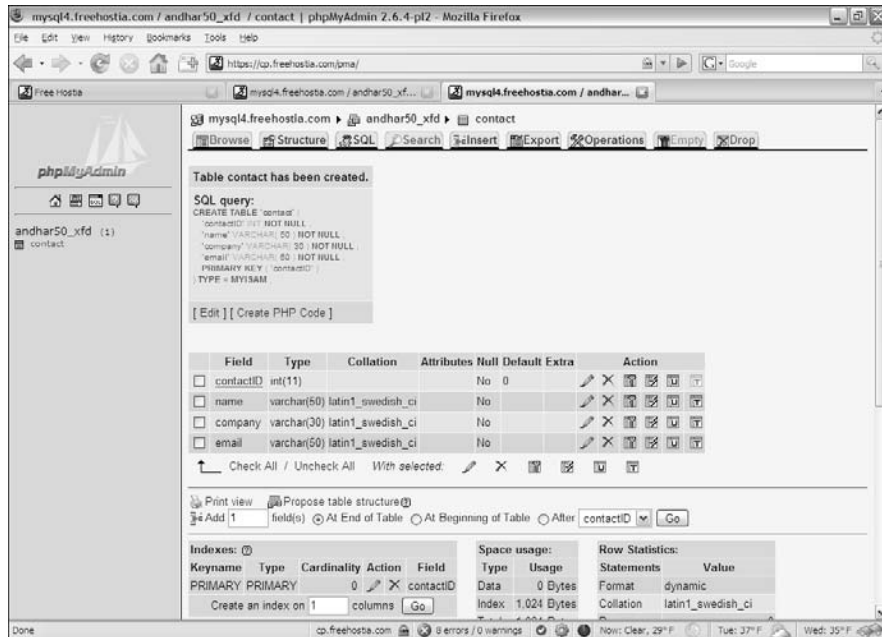 mysql4.freehostia.com / andhar50_xfd / contact | phpMyAdmin 2.6.4-pl2 - Mozilla Firefox
File Edit View History Bookmarks Tools Help
https://cp.freehostia.com/pma/
Google
Free Hostia
mysql4.freehostia.com / andhar50_xf...
mysql4.freehostia.com / andhar...
phpMyAdmin
andhar50_xfd (1)
contact
mysql4.freehostia.com ▸ andhar50_xfd ▸ contact
Browse Structure SQL Search Insert Export Operations Empty Drop
Table contact has been created.
SQL query:
CREATE TABLE `contact` (
`contactID` INT NOT NULL ,
`name` VARCHAR( 50 ) NOT NULL ,
`company` VARCHAR( 30 ) NOT NULL ,
`email` VARCHAR( 50 ) NOT NULL ,
PRIMARY KEY ( `contactID` )
) TYPE = MYISAM ;
[ Edit ] [ Create PHP Code ]
Field Type Collation Attributes Null Default Extra Action
contactID int(11) No 0
name varchar(50) latin1_swedish_ci No
company varchar(30) latin1_swedish_ci No
email varchar(50) latin1_swedish_ci No
Check All / Uncheck All With selected:
Print view Propose table structure
Add 1 field(s) At End of Table At Beginning of Table After contactID Go
Indexes:
Keyname Type Cardinality Action Field
PRIMARY PRIMARY 0 contactID
Create an index on 1 columns Go
Space usage:
Type Usage
Data 0 Bytes
Index 1,024 Bytes
Row Statistics:
Statements Value
Format dynamic
Collation latin1_swedish_ci
Done
cp.freehostia.com
8 errors / 0 warnings
Now: Clear, 29° F
Tue: 37° F
Wed: 35° F